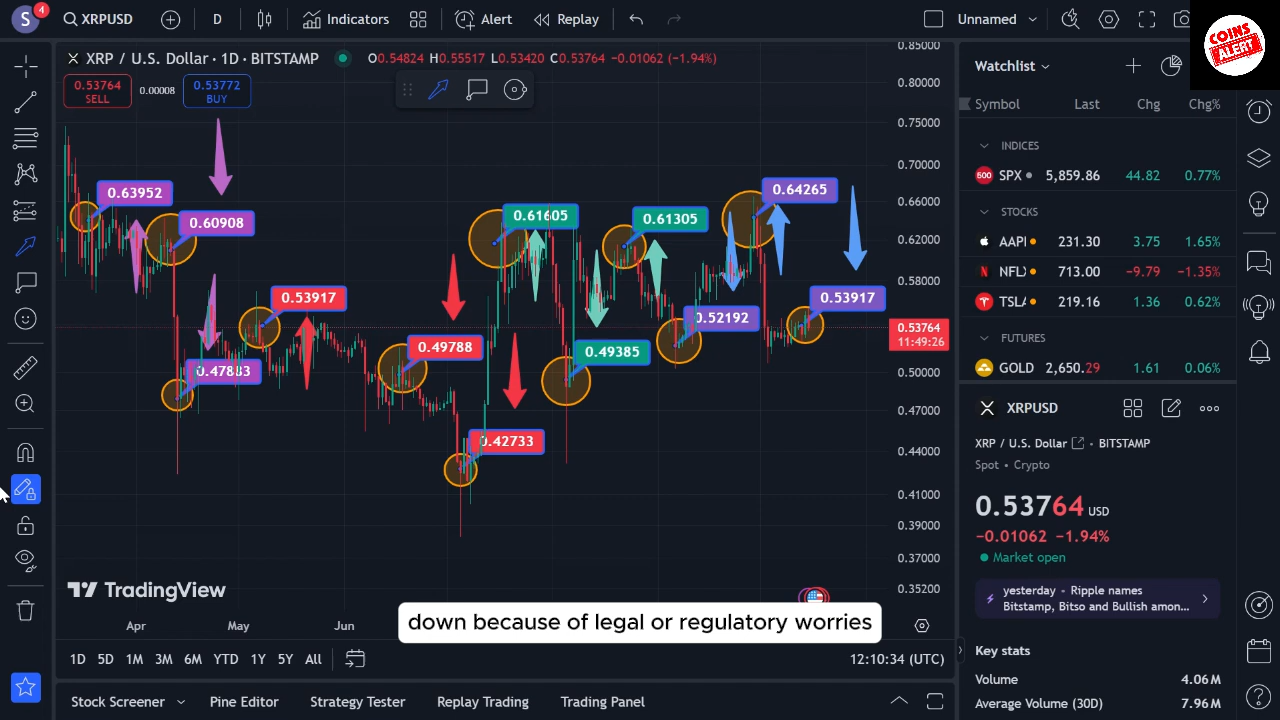 S
4
XRPUSD
D
Indicators
Alert
Replay
Unnamed
COINS
ALERT
XRP / U.S. Dollar · 1D · BITSTAMP
O0.54824 H0.55517 L0.53420 C0.53764 −0.01062 (−1.94%)
0.53764
SELL
0.00008
0.53772
BUY
0.63952
0.60908
0.47883
0.53917
0.49788
0.42733
0.61605
0.49385
0.61305
0.52192
0.64265
0.53917
0.85000
0.80000
0.75000
0.70000
0.66000
0.62000
0.58000
0.53764
11:49:26
0.50000
0.47000
0.44000
0.41000
0.39000
0.37000
0.35200
TradingView
Apr
May
Jun
down because of legal or regulatory worries
1D 5D 1M 3M 6M YTD 1Y 5Y All
12:10:34 (UTC)
Stock Screener
Pine Editor
Strategy Tester
Replay Trading
Trading Panel
Watchlist
Symbol Last Chg Chg%
INDICES
500 SPX 5,859.86 44.82 0.77%
STOCKS
AAPL 231.30 3.75 1.65%
NFLX 713.00 −9.79 −1.35%
TSLA 219.16 1.36 0.62%
FUTURES
GOLD 2,650.29 1.61 0.06%
XRPUSD
XRP / U.S. Dollar · BITSTAMP
Spot · Crypto
0.53764 USD
−0.01062 −1.94%
Market open
yesterday · Ripple names
Bitstamp, Bitso and Bullish amon...
Key stats
Volume 4.06M
Average Volume (30D) 7.96M